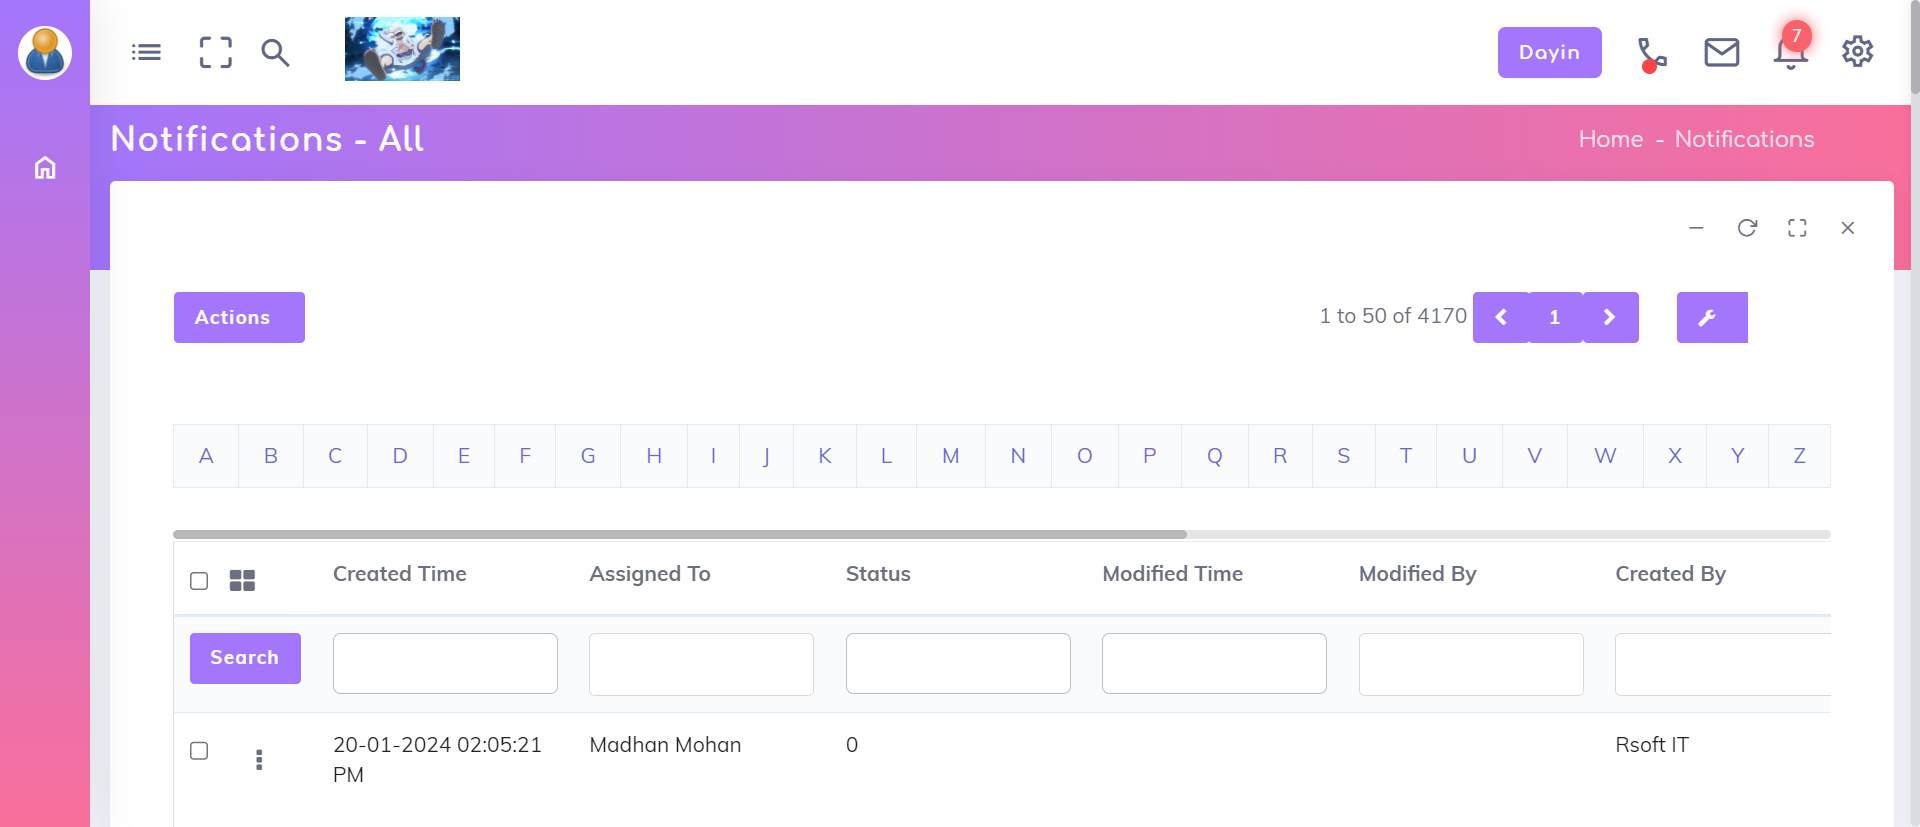 Dayin
7
Notifications - All
Home - Notifications
Actions
1 to 50 of 4170
1
A B C D E F G H I J K L M N O P Q R S T U V W X Y Z
Created Time Assigned To Status Modified Time Modified By Created By
Search
20-01-2024 02:05:21 PM Madhan Mohan 0 Rsoft IT